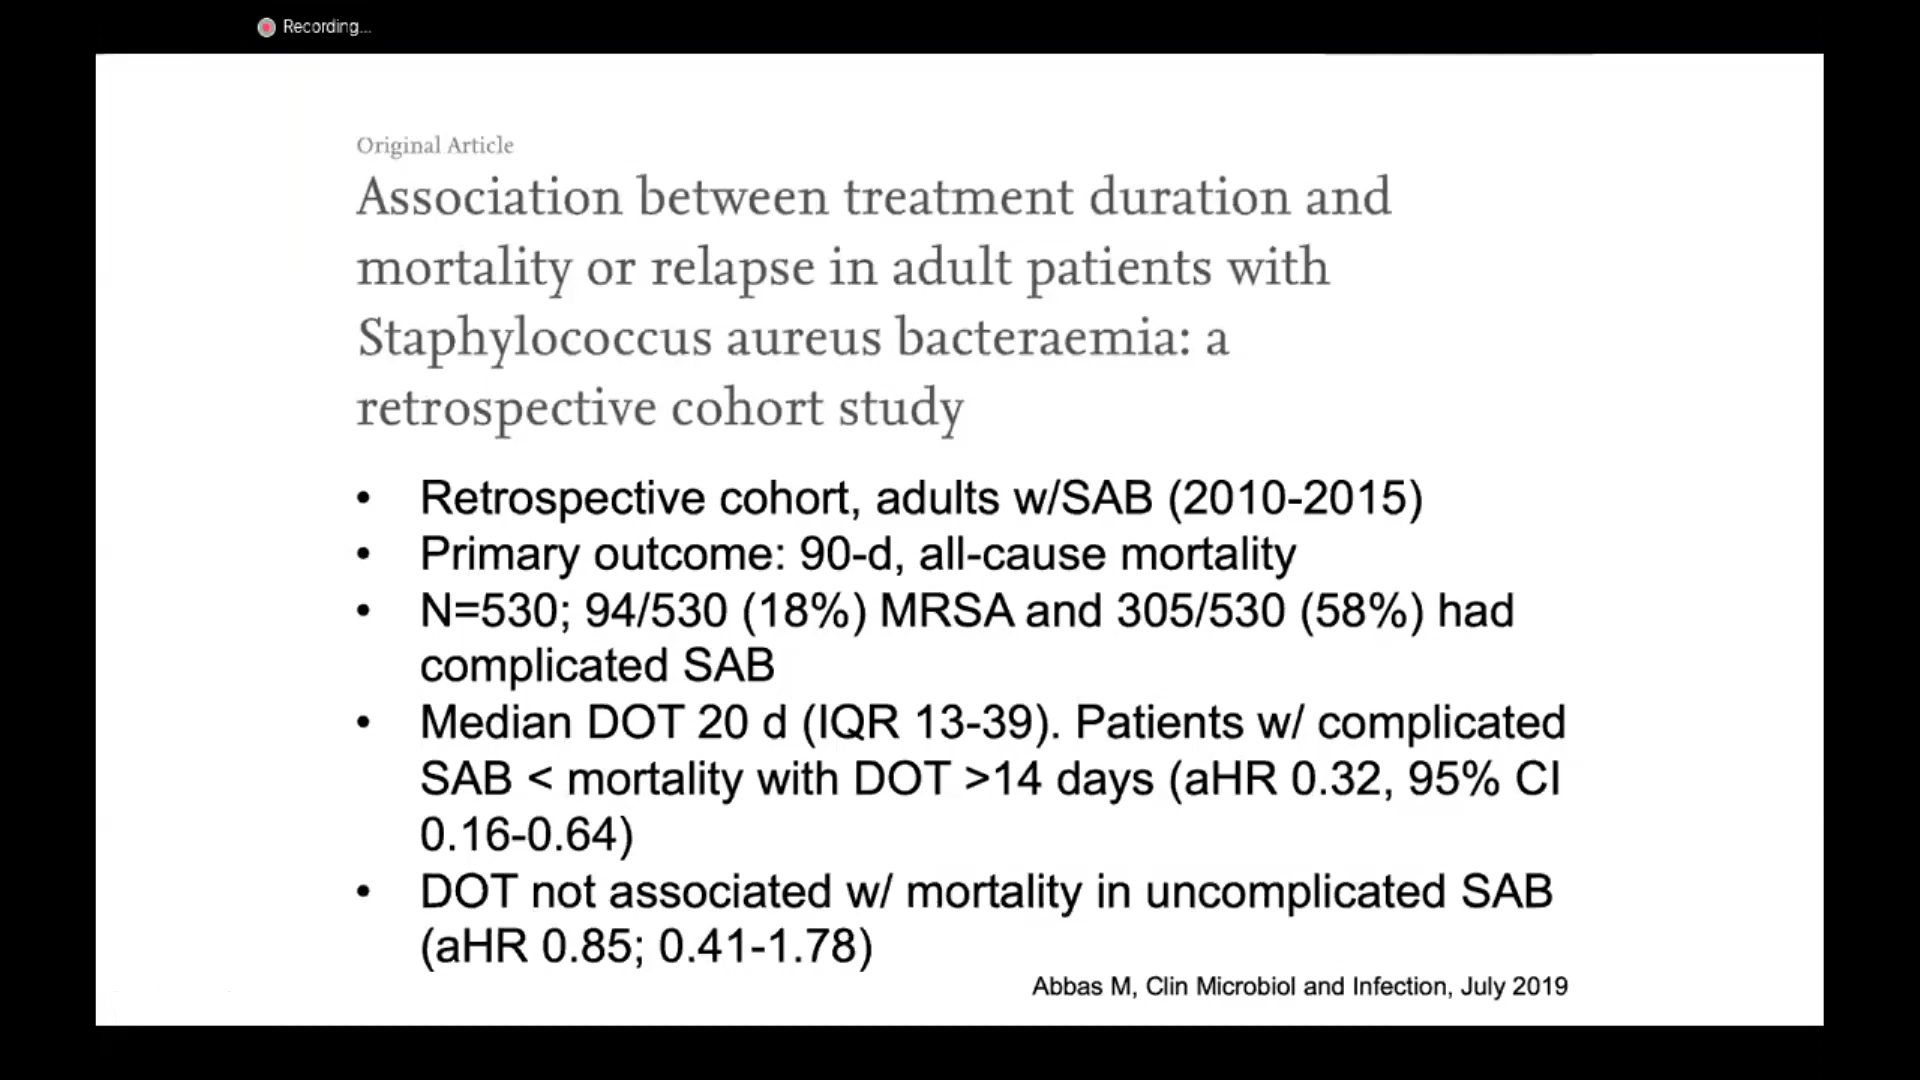 Recording...
Original Article
Association between treatment duration and
mortality or relapse in adult patients with
Staphylococcus aureus bacteraemia: a
retrospective cohort study
• Retrospective cohort, adults w/SAB (2010-2015)
• Primary outcome: 90-d, all-cause mortality
• N=530; 94/530 (18%) MRSA and 305/530 (58%) had
complicated SAB
• Median DOT 20 d (IQR 13-39). Patients w/ complicated
SAB < mortality with DOT >14 days (aHR 0.32, 95% CI
0.16-0.64)
• DOT not associated w/ mortality in uncomplicated SAB
(aHR 0.85; 0.41-1.78)
Abbas M, Clin Microbiol and Infection, July 2019